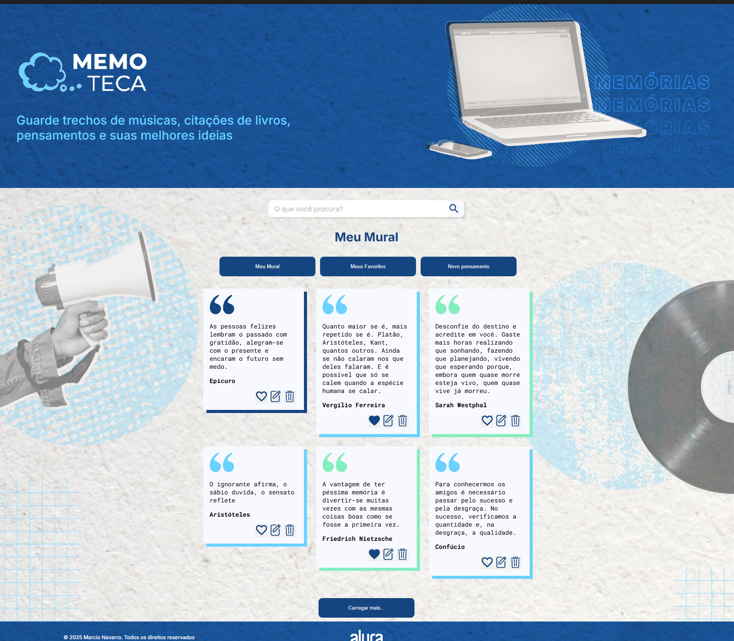 MEMO
TECA
Guarde trechos de músicas, citações de livros,
pensamentos e suas melhores ideias
MEMÓRIAS
MEMÓRIAS
MEMÓRIAS
MEMÓRIAS
O que você procura?
Meu Mural
Meu Mural
Meus Favoritos
Novo pensamento
As pessoas felizes
lembram o passado com
gratidão, alegram-se
com o presente e
encaram o futuro sem
medo.
Epicuro
Quanto maior se é, mais
repetido se é. Platão,
Aristóteles, Kant,
quantos outros. Ainda
se não calaram nos que
deles falaram. E é
possível que só se
calem quando a espécie
humana se calar.
Vergílio Ferreira
Desconfie do destino e
acredite em você. Gaste
mais horas realizando
que sonhando, fazendo
que planejando, vivendo
que esperando porque,
embora quem quase morre
esteja vivo, quem quase
vive já morreu.
Sarah Westphal
O ignorante afirma, o
sábio duvida, o sensato
reflete
Aristóteles
A vantagem de ter
péssima memória é
divertir-se muitas
vezes com as mesmas
coisas boas como se
fosse a primeira vez.
Friedrich Nietzsche
Para conhecermos os
amigos é necessário
passar pelo sucesso e
pela desgraça. No
sucesso, verificamos a
quantidade e, na
desgraça, a qualidade.
Confúcio
Carregar mais...
© 2025 Marcio Navarro. Todos os direitos reservados
alura